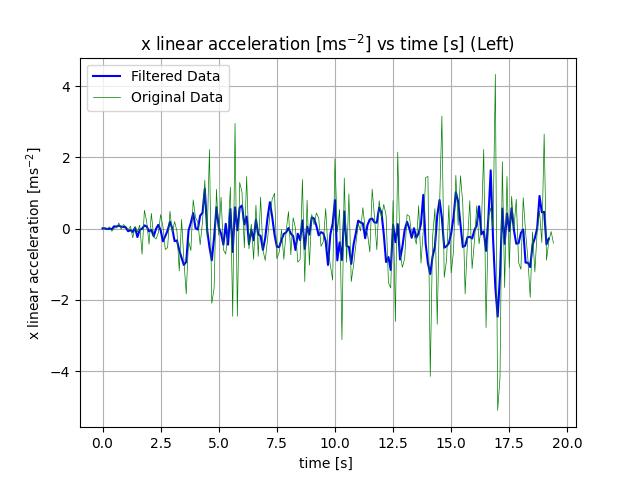 x linear acceleration [ms⁻²] vs time [s] (Left)
Filtered Data
Original Data
x linear acceleration [ms⁻²]
4
2
0
−2
−4
0.0 2.5 5.0 7.5 10.0 12.5 15.0 17.5 20.0
time [s]